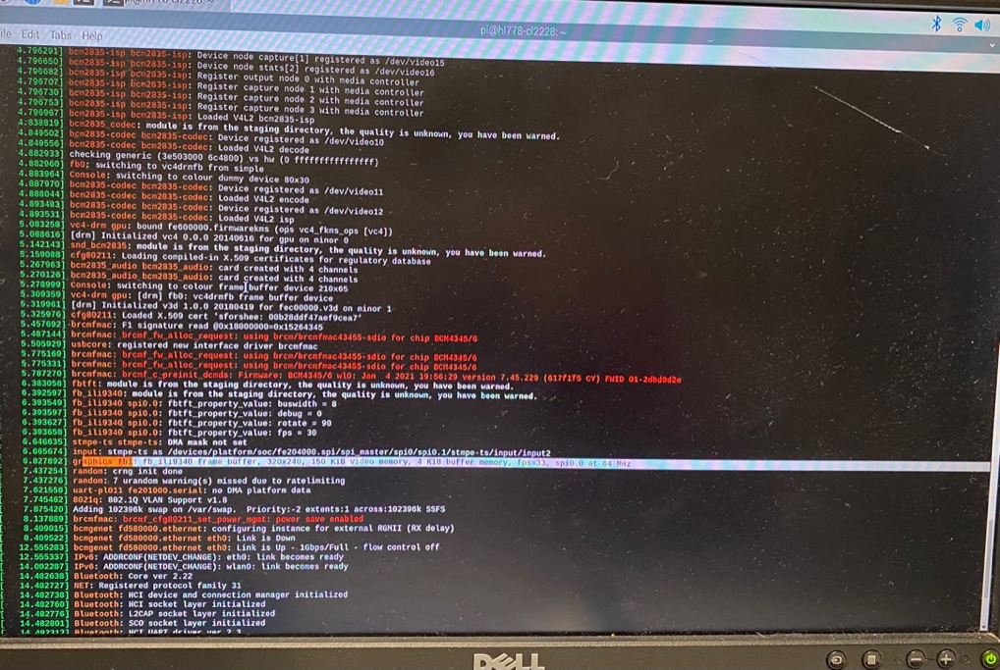 Edit Tabs Help
pi@hl778-cl2228: ~
4.796291] bcm2835-isp bcm2835-isp: Device node capture[1] registered as /dev/video15
4.796650] bcm2835-isp bcm2835-isp: Device node stats[2] registered as /dev/video16
4.796682] bcm2835-isp bcm2835-isp: Register output node 0 with media controller
4.796707] bcm2835-isp bcm2835-isp: Register capture node 1 with media controller
4.796730] bcm2835-isp bcm2835-isp: Register capture node 2 with media controller
4.796753] bcm2835-isp bcm2835-isp: Register capture node 3 with media controller
4.796967] bcm2835-isp bcm2835-isp: Loaded V4L2 bcm2835-isp
4.838819] bcm2835_codec: module is from the staging directory, the quality is unknown, you have been warned.
4.849502] bcm2835-codec bcm2835-codec: Device registered as /dev/video10
4.849556] bcm2835-codec bcm2835-codec: Loaded V4L2 decode
4.882933] checking generic (3e503000 6c4800) vs hw (0 ffffffffffffffff)
4.882960] fb0: switching to vc4drmfb from simple
4.883964] Console: switching to colour dummy device 80x30
4.887970] bcm2835-codec bcm2835-codec: Device registered as /dev/video11
4.888044] bcm2835-codec bcm2835-codec: Loaded V4L2 encode
4.893483] bcm2835-codec bcm2835-codec: Device registered as /dev/video12
4.893531] bcm2835-codec bcm2835-codec: Loaded V4L2 isp
5.083258] vc4-drm gpu: bound fe600000.firmwarekms (ops vc4_fkms_ops [vc4])
5.088616] [drm] Initialized vc4 0.0.0 20140616 for gpu on minor 0
5.142143] snd_bcm2835: module is from the staging directory, the quality is unknown, you have been warned.
5.159088] cfg80211: Loading compiled-in X.509 certificates for regulatory database
5.267963] bcm2835_audio bcm2835_audio: card created with 4 channels
5.270126] bcm2835_audio bcm2835_audio: card created with 4 channels
5.278999] Console: switching to colour frame buffer device 210x65
5.309359] vc4-drm gpu: [drm] fb0: vc4drmfb frame buffer device
5.319961] [drm] Initialized v3d 1.0.0 20180419 for fec00000.v3d on minor 1
5.325976] cfg80211: Loaded X.509 cert 'sforshee: 00b28ddf47aef9cea7'
5.457692] brcmfmac: F1 signature read @0x18000000=0x15264345
5.487144] brcmfmac: brcmf_fw_alloc_request: using brcm/brcmfmac43455-sdio for chip BCM4345/6
5.505929] usbcore: registered new interface driver brcmfmac
5.775169] brcmfmac: brcmf_fw_alloc_request: using brcm/brcmfmac43455-sdio for chip BCM4345/6
5.775331] brcmfmac: brcmf_fw_alloc_request: using brcm/brcmfmac43455-sdio for chip BCM4345/6
5.787270] brcmfmac: brcmf_c_preinit_dcmds: Firmware: BCM4345/6 wl0: Jan 4 2021 19:56:29 version 7.45.229 (617f1f5 CY) FWID 01-2dbd9d2e
6.383058] fbtft: module is from the staging directory, the quality is unknown, you have been warned.
6.392597] fb_ili9340: module is from the staging directory, the quality is unknown, you have been warned.
6.393549] fb_ili9340 spi0.0: fbtft_property_value: buswidth = 8
6.393597] fb_ili9340 spi0.0: fbtft_property_value: debug = 0
6.393627] fb_ili9340 spi0.0: fbtft_property_value: rotate = 90
6.393658] fb_ili9340 spi0.0: fbtft_property_value: fps = 30
6.646635] stmpe-ts stmpe-ts: DMA mask not set
6.665674] input: stmpe-ts as /devices/platform/soc/fe204000.spi/spi_master/spi0/spi0.1/stmpe-ts/input/input2
6.827892] graphics fb1: fb_ili9340 frame buffer, 320x240, 150 KiB video memory, 4 KiB buffer memory, fps=33, spi0.0 at 64 MHz
7.437254] random: crng init done
7.437276] random: 7 urandom warning(s) missed due to ratelimiting
7.621558] uart-pl011 fe201000.serial: no DMA platform data
7.745462] 8021q: 802.1Q VLAN Support v1.8
7.875420] Adding 102396k swap on /var/swap. Priority:-2 extents:1 across:102396k SSFS
8.137889] brcmfmac: brcmf_cfg80211_set_power_mgmt: power save enabled
8.409015] bcmgenet fd580000.ethernet: configuring instance for external RGMII (RX delay)
8.409522] bcmgenet fd580000.ethernet eth0: Link is Down
12.555283] bcmgenet fd580000.ethernet eth0: Link is Up - 1Gbps/Full - flow control off
12.555337] IPv6: ADDRCONF(NETDEV_CHANGE): eth0: link becomes ready
14.002287] IPv6: ADDRCONF(NETDEV_CHANGE): wlan0: link becomes ready
14.482638] Bluetooth: Core ver 2.22
14.482727] NET: Registered protocol family 31
14.482738] Bluetooth: HCI device and connection manager initialized
14.482760] Bluetooth: HCI socket layer initialized
14.482776] Bluetooth: L2CAP socket layer initialized
14.482801] Bluetooth: SCO socket layer initialized
DELL